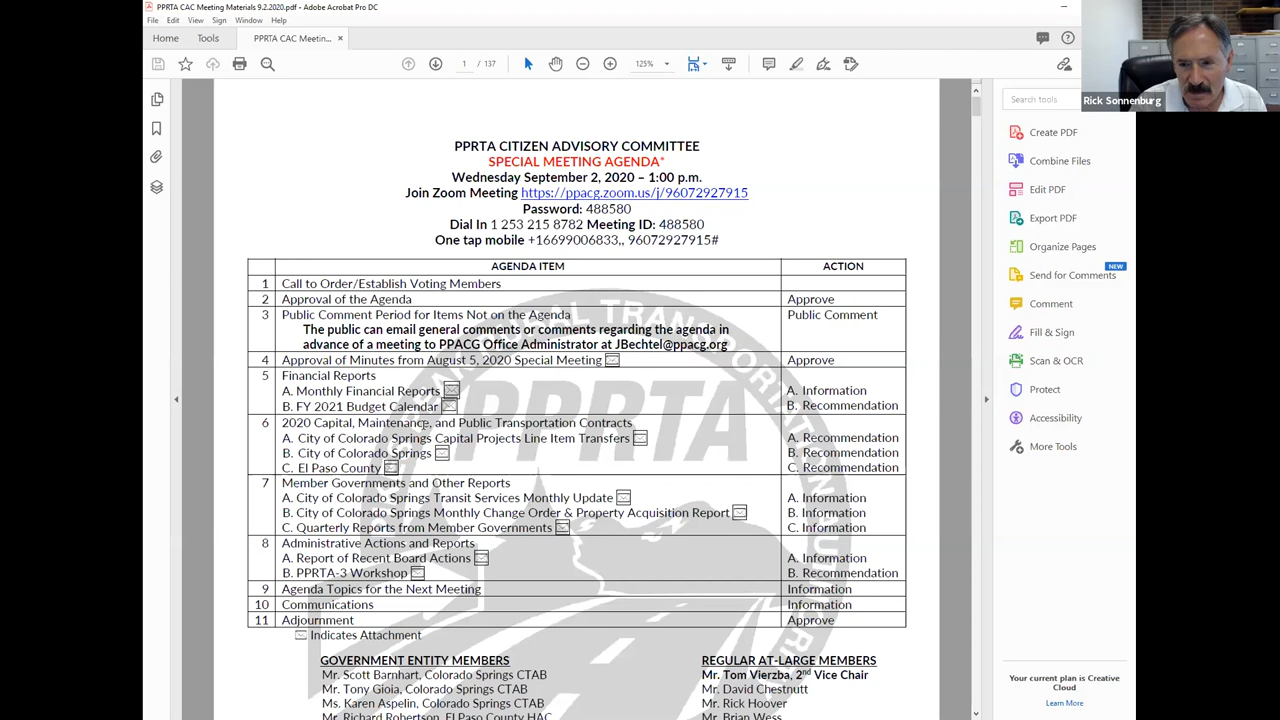 PPRTA CAC Meeting Materials 9.2.2020.pdf - Adobe Acrobat Pro DC
File Edit View Sign Window Help
Home Tools PPRTA CAC Meetin... ×
/ 137 125%
Rick Sonnenburg
PPRTA CITIZEN ADVISORY COMMITTEE
SPECIAL MEETING AGENDA*
Wednesday September 2, 2020 – 1:00 p.m.
Join Zoom Meeting https://ppacg.zoom.us/j/96072927915
Password: 488580
Dial In 1 253 215 8782 Meeting ID: 488580
One tap mobile +16699006833,, 96072927915#
AGENDA ITEM ACTION
1 Call to Order/Establish Voting Members
2 Approval of the Agenda Approve
3 Public Comment Period for Items Not on the Agenda Public Comment
The public can email general comments or comments regarding the agenda in
advance of a meeting to PPACG Office Administrator at JBechtel@ppacg.org
4 Approval of Minutes from August 5, 2020 Special Meeting Approve
5 Financial Reports
A. Monthly Financial Reports A. Information
B. FY 2021 Budget Calendar B. Recommendation
6 2020 Capital, Maintenance, and Public Transportation Contracts
A. City of Colorado Springs Capital Projects Line Item Transfers A. Recommendation
B. City of Colorado Springs B. Recommendation
C. El Paso County C. Recommendation
7 Member Governments and Other Reports
A. City of Colorado Springs Transit Services Monthly Update A. Information
B. City of Colorado Springs Monthly Change Order & Property Acquisition Report B. Information
C. Quarterly Reports from Member Governments C. Information
8 Administrative Actions and Reports
A. Report of Recent Board Actions A. Information
B. PPRTA-3 Workshop B. Recommendation
9 Agenda Topics for the Next Meeting Information
10 Communications Information
11 Adjournment Approve
Indicates Attachment
GOVERNMENT ENTITY MEMBERS REGULAR AT-LARGE MEMBERS
Mr. Scott Barnhart, Colorado Springs CTAB Mr. Tom Vierzba, 2nd Vice Chair
Mr. Tony Gioia, Colorado Springs CTAB Mr. David Chestnutt
Ms. Karen Aspelin, Colorado Springs CTAB Mr. Rick Hoover
Mr. Richard Robertson, El Paso County HAC Mr. Brian Wess
PPRTA
Search tools
Create PDF
Combine Files
Edit PDF
Export PDF
Organize Pages
NEW
Send for Comments
Comment
Fill & Sign
Scan & OCR
Protect
Accessibility
More Tools
Your current plan is Creative
Cloud
Learn More